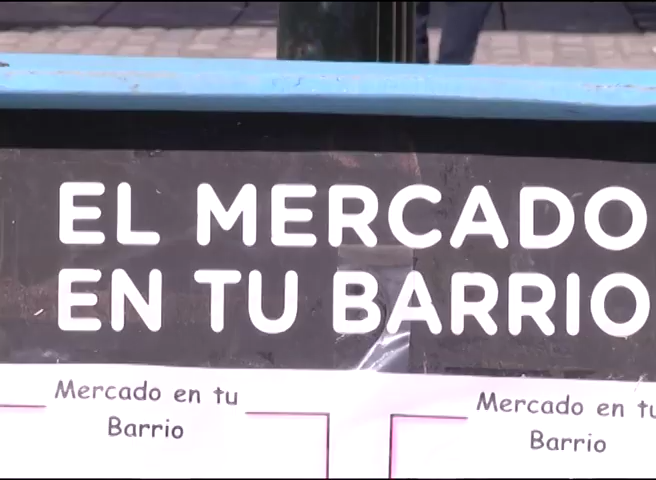 EL MERCADO
EN TU BARRIO
Mercado en tu
Barrio
Mercado en tu
Barrio